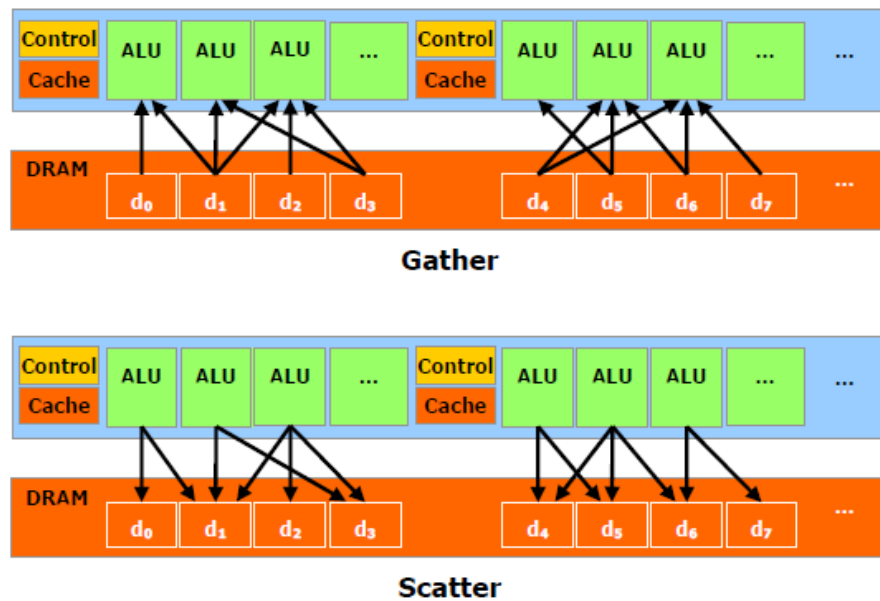 Control ALU ALU ALU ... Control ALU ALU ALU ... ...
Cache Cache
DRAM
d₀ d₁ d₂ d₃ d₄ d₅ d₆ d₇ ...
Gather
Control ALU ALU ALU ... Control ALU ALU ALU ... ...
Cache Cache
DRAM
d₀ d₁ d₂ d₃ d₄ d₅ d₆ d₇ ...
Scatter